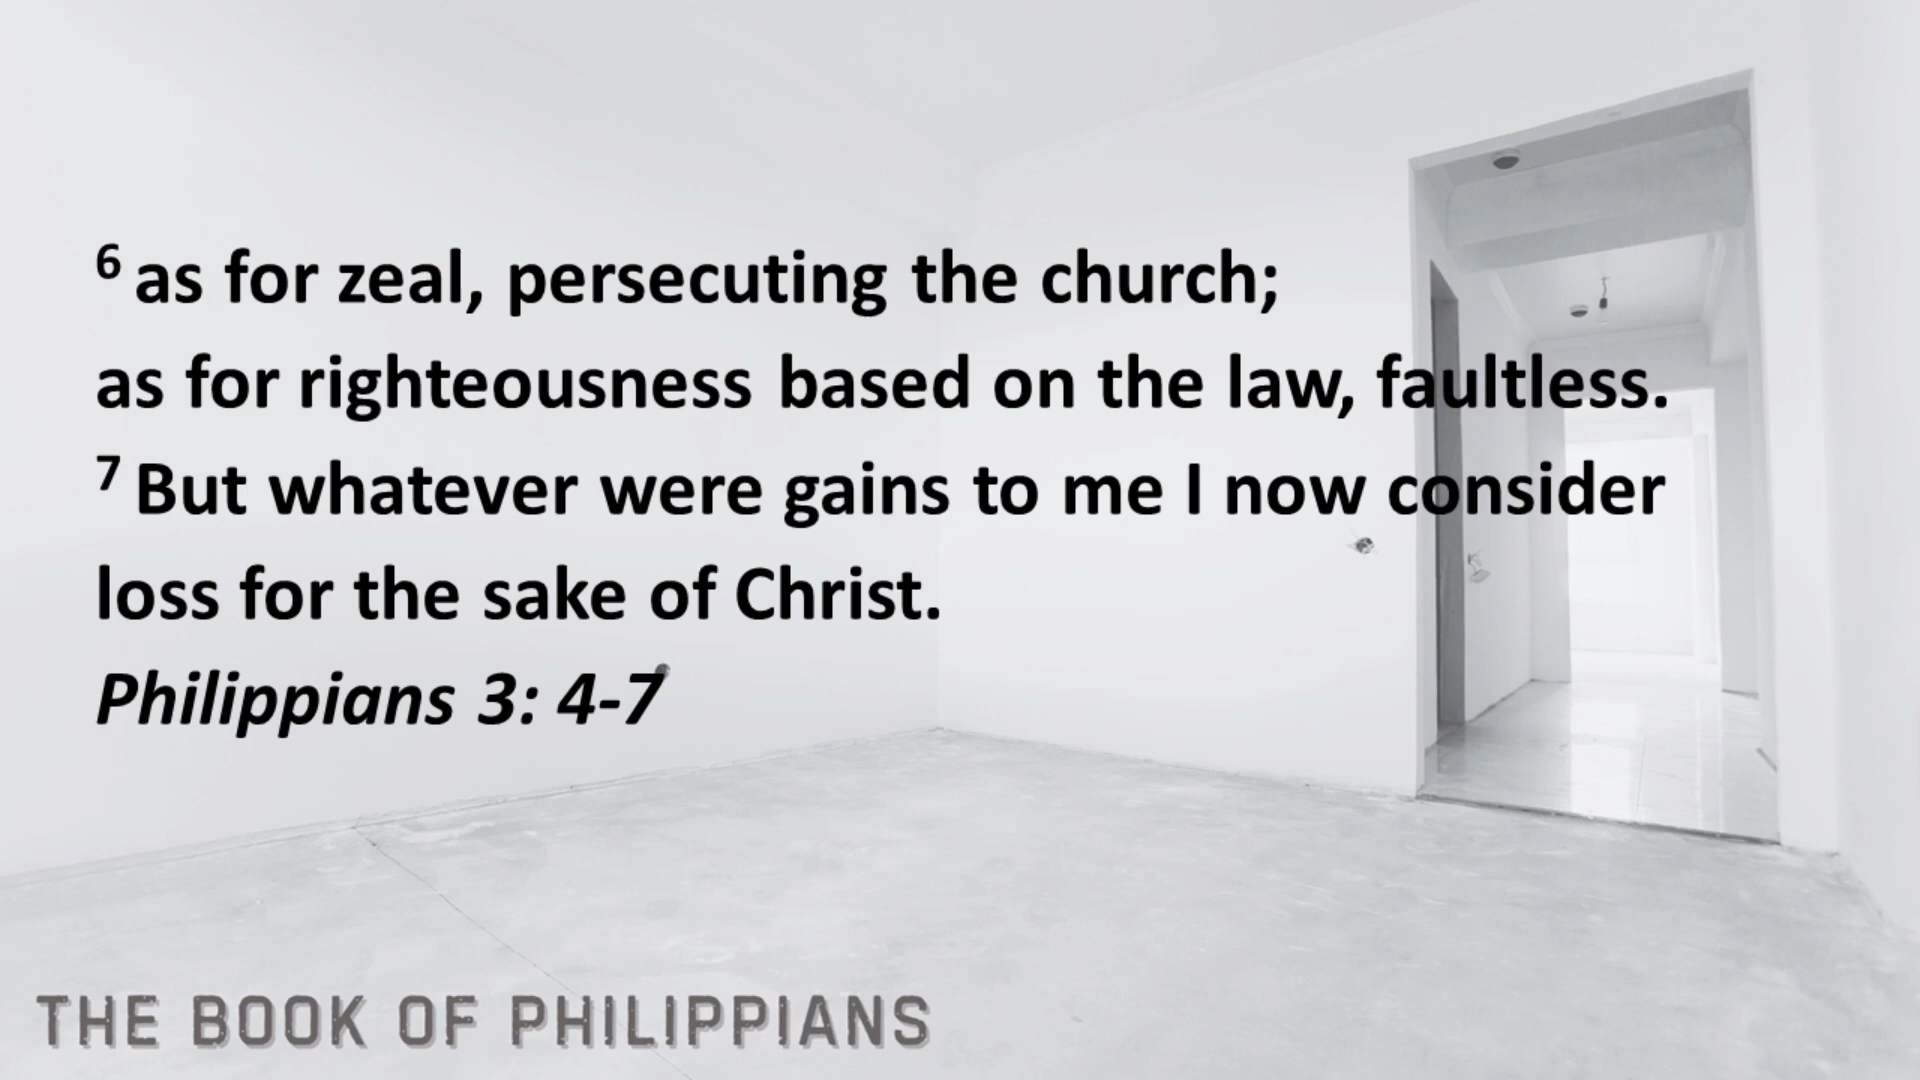 6 as for zeal, persecuting the church;
as for righteousness based on the law, faultless.
7 But whatever were gains to me I now consider
loss for the sake of Christ.
Philippians 3: 4-7
THE BOOK OF PHILIPPIANS